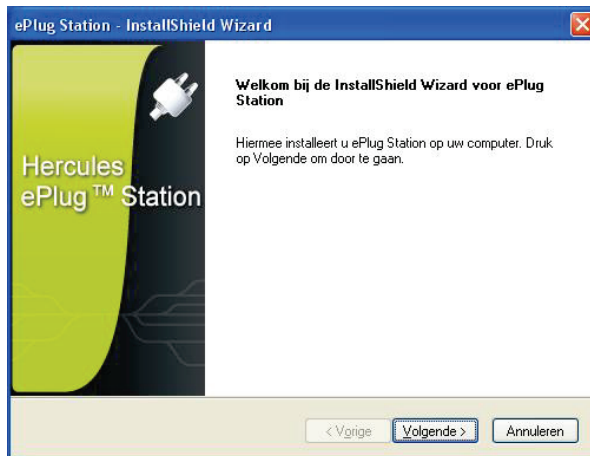 ePlug Station - InstallShield Wizard
Hercules
ePlug™ Station
Welkom bij de InstallShield Wizard voor ePlug
Station
Hiermee installeert u ePlug Station op uw computer. Druk
op Volgende om door te gaan.
< Vorige
Volgende >
Annuleren